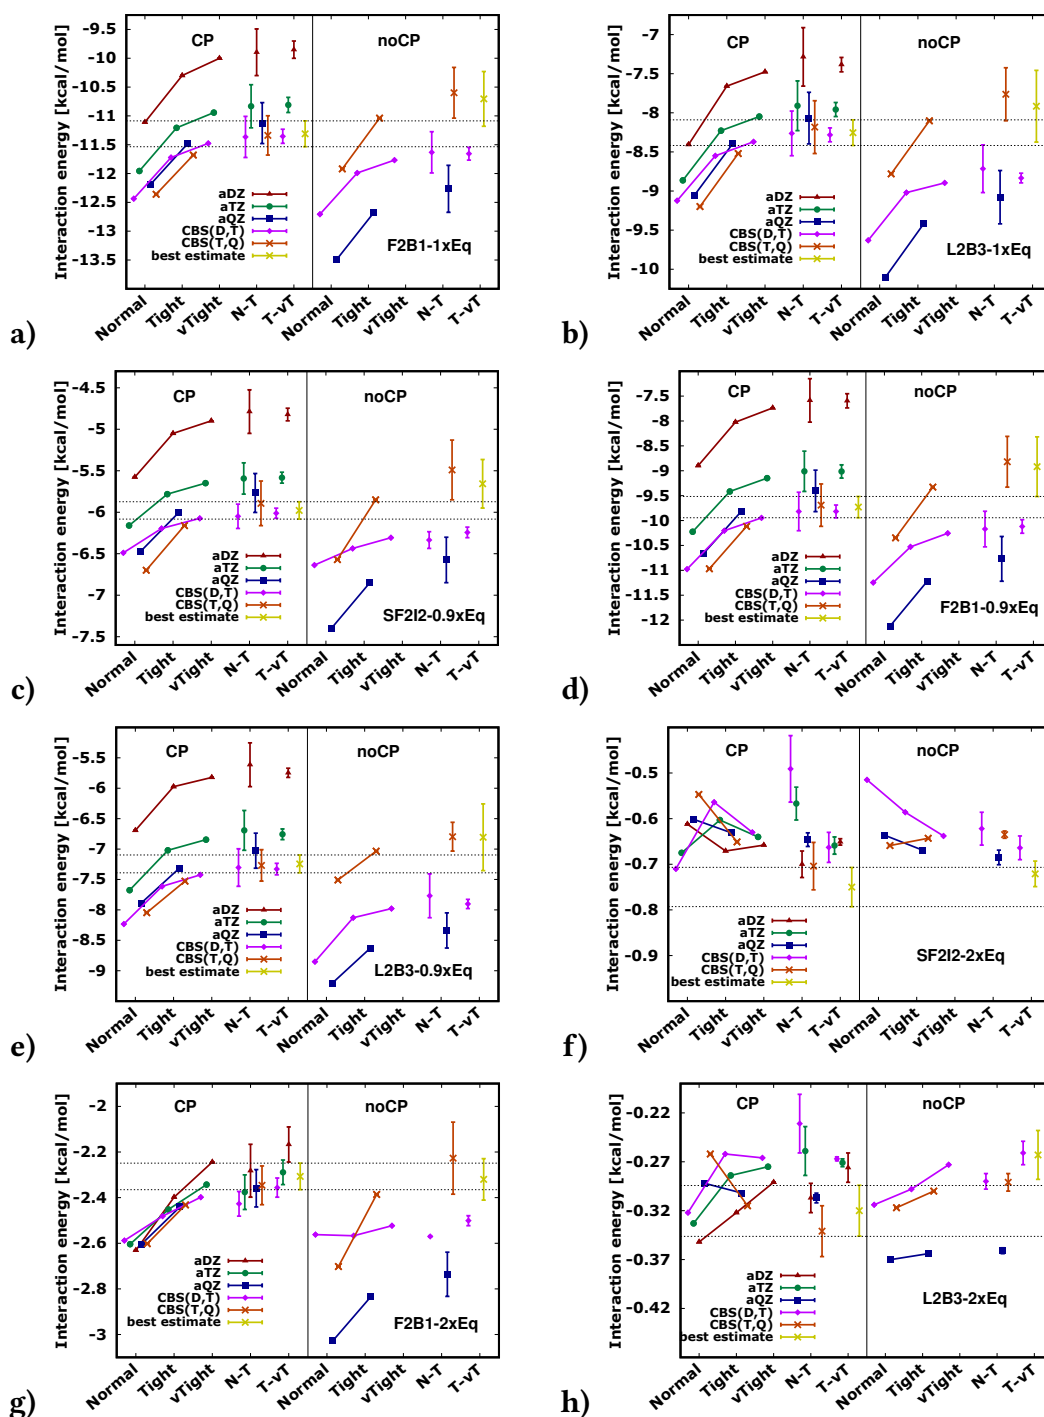 Interaction energy [kcal/mol]
-9.5
-10
-10.5
-11
-11.5
-12
-12.5
-13
-13.5
CP
noCP
aDZ
aTZ
aQZ
CBS(D,T)
CBS(T,Q)
best estimate
F2B1-1xEq
Normal
Tight
vTight
N-T
T-vT
Normal
Tight
vTight
N-T
T-vT
a)
Interaction energy [kcal/mol]
-7
-7.5
-8
-8.5
-9
-9.5
-10
CP
noCP
aDZ
aTZ
aQZ
CBS(D,T)
CBS(T,Q)
best estimate
L2B3-1xEq
Normal
Tight
vTight
N-T
T-vT
Normal
Tight
vTight
N-T
T-vT
b)
Interaction energy [kcal/mol]
-4.5
-5
-5.5
-6
-6.5
-7
-7.5
CP
noCP
aDZ
aTZ
aQZ
CBS(D,T)
CBS(T,Q)
best estimate
SF2I2-0.9xEq
Normal
Tight
vTight
N-T
T-vT
Normal
Tight
vTight
N-T
T-vT
c)
Interaction energy [kcal/mol]
-7.5
-8
-8.5
-9
-9.5
-10
-10.5
-11
-11.5
-12
CP
noCP
aDZ
aTZ
aQZ
CBS(D,T)
CBS(T,Q)
best estimate
F2B1-0.9xEq
Normal
Tight
vTight
N-T
T-vT
Normal
Tight
vTight
N-T
T-vT
d)
Interaction energy [kcal/mol]
-5.5
-6
-6.5
-7
-7.5
-8
-8.5
-9
CP
noCP
aDZ
aTZ
aQZ
CBS(D,T)
CBS(T,Q)
best estimate
L2B3-0.9xEq
Normal
Tight
vTight
N-T
T-vT
Normal
Tight
vTight
N-T
T-vT
e)
Interaction energy [kcal/mol]
-0.5
-0.6
-0.7
-0.8
-0.9
CP
noCP
aDZ
aTZ
aQZ
CBS(D,T)
CBS(T,Q)
best estimate
SF2I2-2xEq
Normal
Tight
vTight
N-T
T-vT
Normal
Tight
vTight
N-T
T-vT
f)
Interaction energy [kcal/mol]
-2
-2.2
-2.4
-2.6
-2.8
-3
CP
noCP
aDZ
aTZ
aQZ
CBS(D,T)
CBS(T,Q)
best estimate
F2B1-2xEq
Normal
Tight
vTight
N-T
T-vT
Normal
Tight
vTight
N-T
T-vT
g)
Interaction energy [kcal/mol]
-0.22
-0.27
-0.32
-0.37
-0.42
CP
noCP
aDZ
aTZ
aQZ
CBS(D,T)
CBS(T,Q)
best estimate
L2B3-2xEq
Normal
Tight
vTight
N-T
T-vT
Normal
Tight
vTight
N-T
T-vT
h)